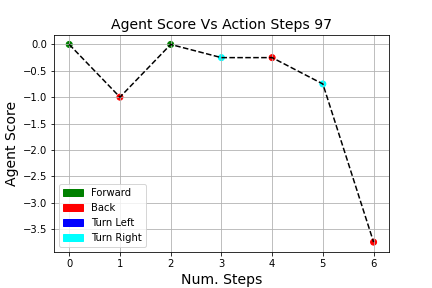 Agent Score Vs Action Steps 97
Agent Score
0.0
−0.5
−1.0
−1.5
−2.0
−2.5
−3.0
−3.5
Forward
Back
Turn Left
Turn Right
0 1 2 3 4 5 6
Num. Steps